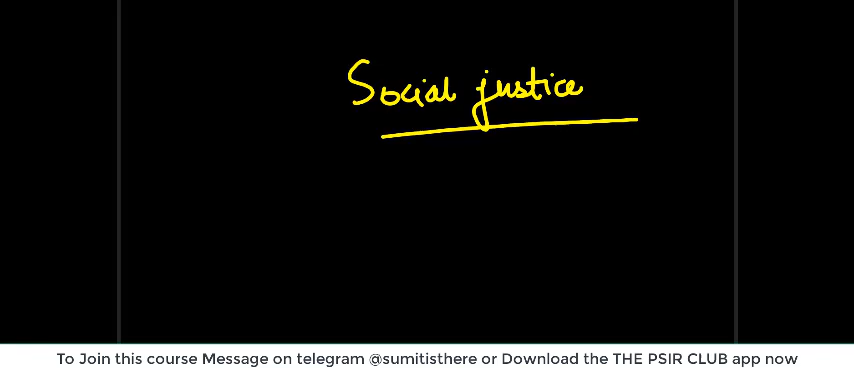 Social justice
To Join this course Message on telegram @sumitisthere or Download the THE PSIR CLUB app now